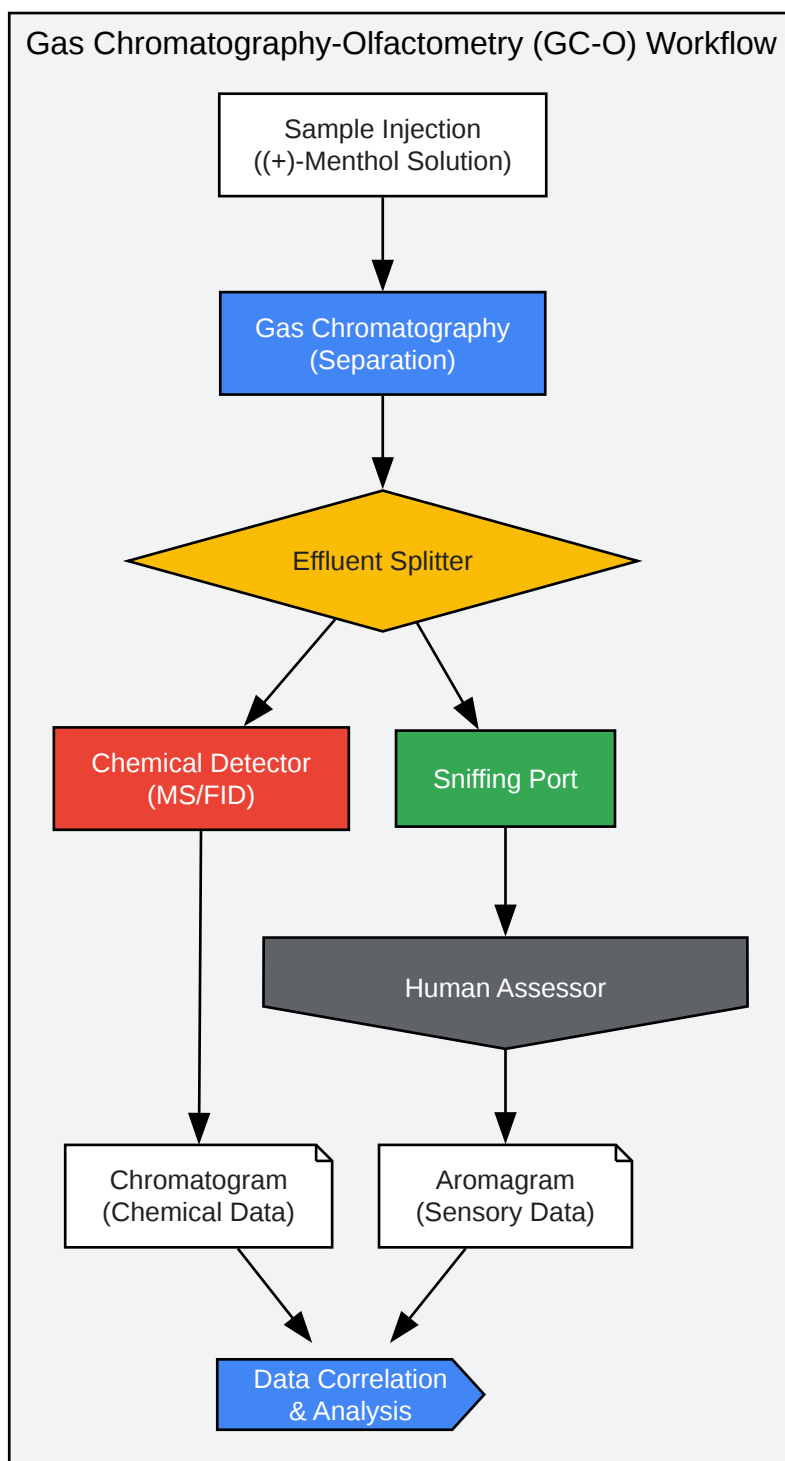 Gas Chromatography-Olfactometry (GC-O) Workflow
Sample Injection
((+)-Menthol Solution)
Gas Chromatography
(Separation)
Effluent Splitter
Chemical Detector
(MS/FID)
Sniffing Port
Human Assessor
Chromatogram
(Chemical Data)
Aromagram
(Sensory Data)
Data Correlation
& Analysis